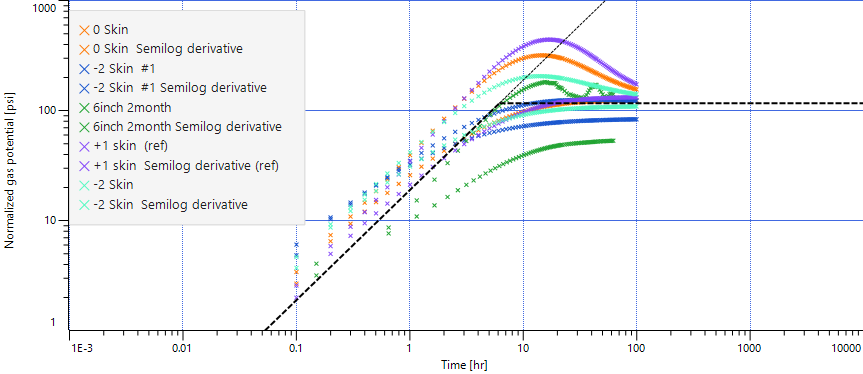 1000
100
10
1
Normalized gas potential [psi]
0 Skin
0 Skin Semilog derivative
-2 Skin #1
-2 Skin #1 Semilog derivative
6inch 2month
6inch 2month Semilog derivative
+1 skin (ref)
+1 skin Semilog derivative (ref)
-2 Skin
-2 Skin Semilog derivative
1E-3 0.01 0.1 1 10 100 1000 10000
Time [hr]